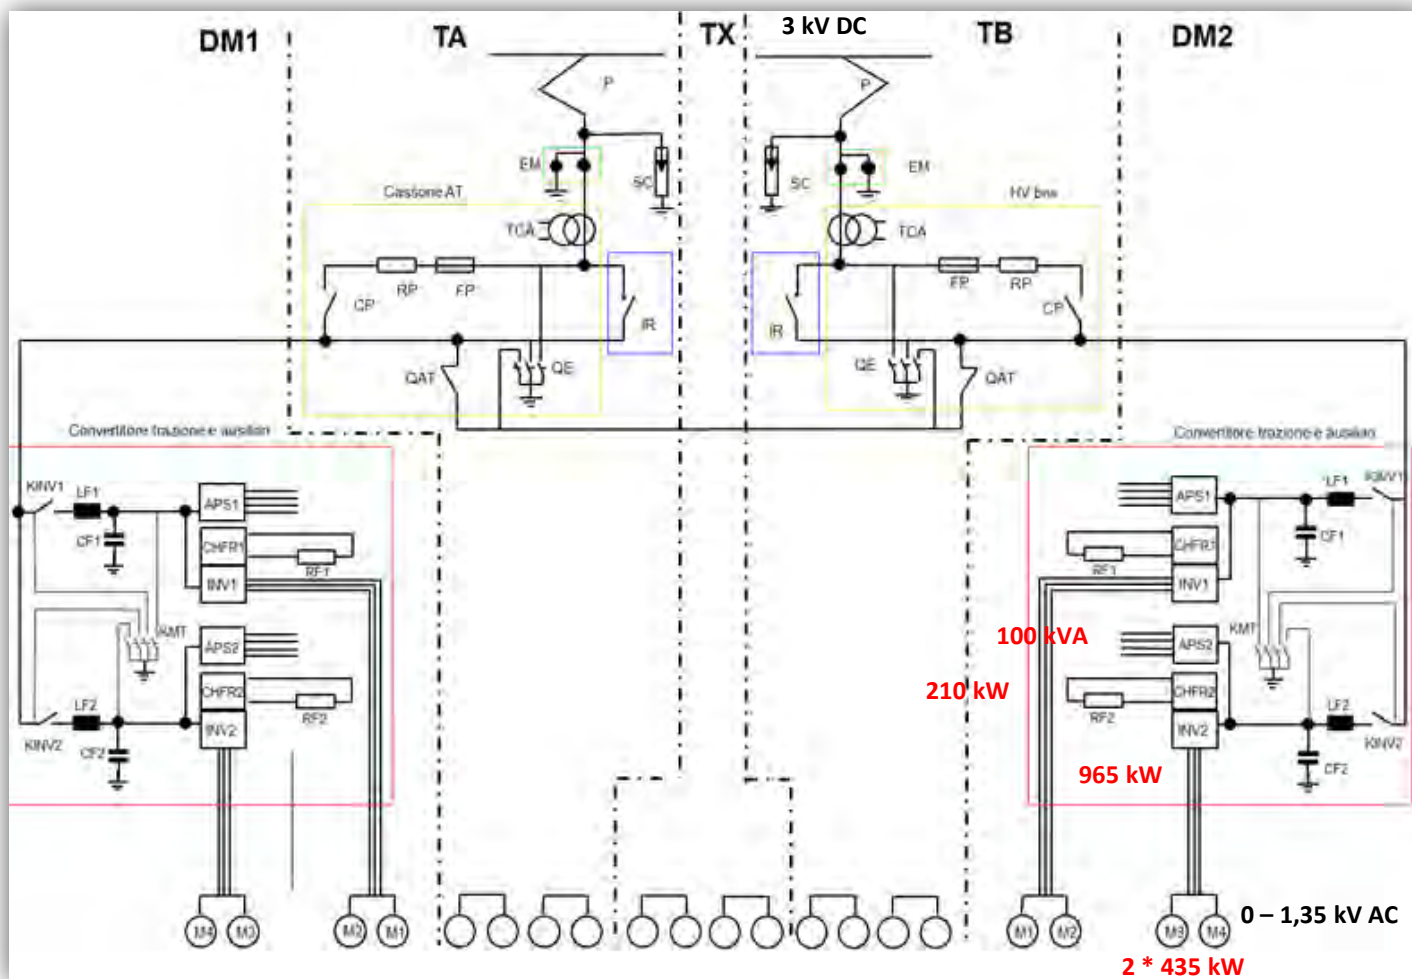 DM1 TA TX 3 kV DC TB DM2
P P
EM SC SC EM
Cassone AT HV box
TCA TCA
RP FP FP RP
CP IR IR CP
QAT QE QE QAT
Convertitore trazione e ausiliari Convertitore trazione e ausiliari
KINV1 LF1 APS1 APS1 LF1 KINV1
CF1 CHFR1 CHFR1 CF1
RF1 RF1
INV1 INV1
KMT APS2 100 kVA APS2 KMT
CHFR2 210 kW CHFR2
LF2 RF2 RF2 LF2
KINV2 INV2 INV2 KINV2
CF2 965 kW CF2
M4 M3 M2 M1 M1 M2 M3 M4 0 – 1,35 kV AC
2 * 435 kW